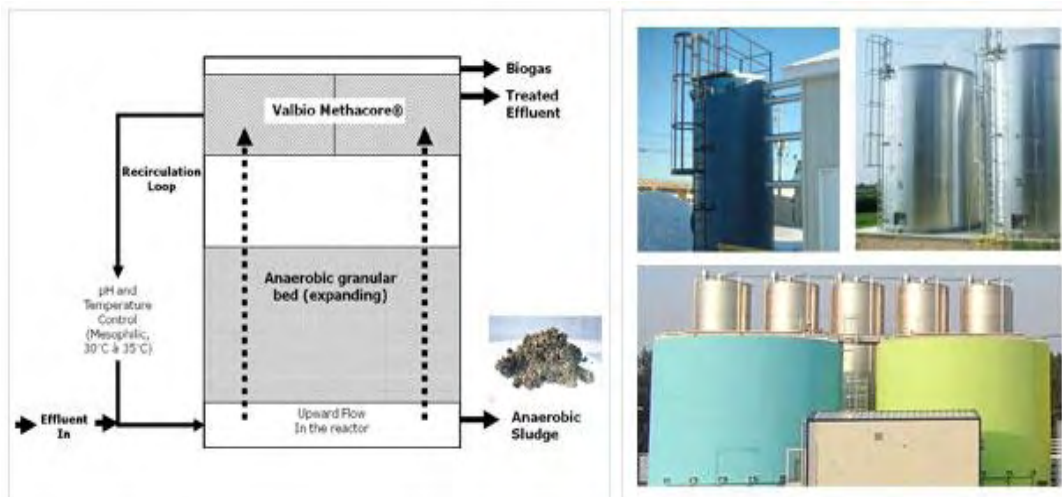 Biogas
Treated
Effluent
Valbio Methacore®
Recirculation
Loop
Anaerobic granular
bed (expanding)
pH and
Temperature
Control
(Mesophilic,
30°C à 35°C)
Effluent
In
Upward Flow
In the reactor
Anaerobic
Sludge